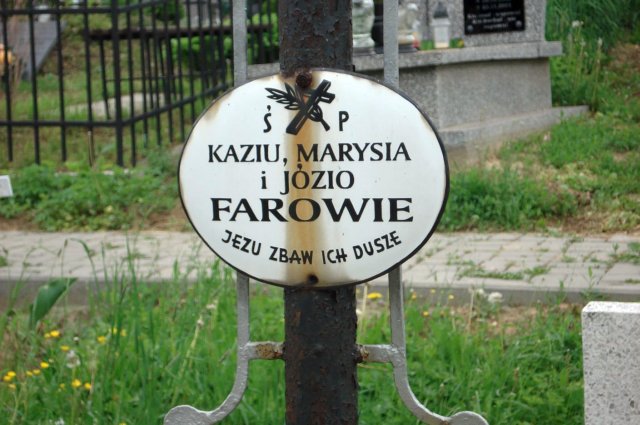 Ś P
KAZIU, MARYSIA
i JÓZIO
FAROWIE
JEZU ZBAW ICH DUSZE